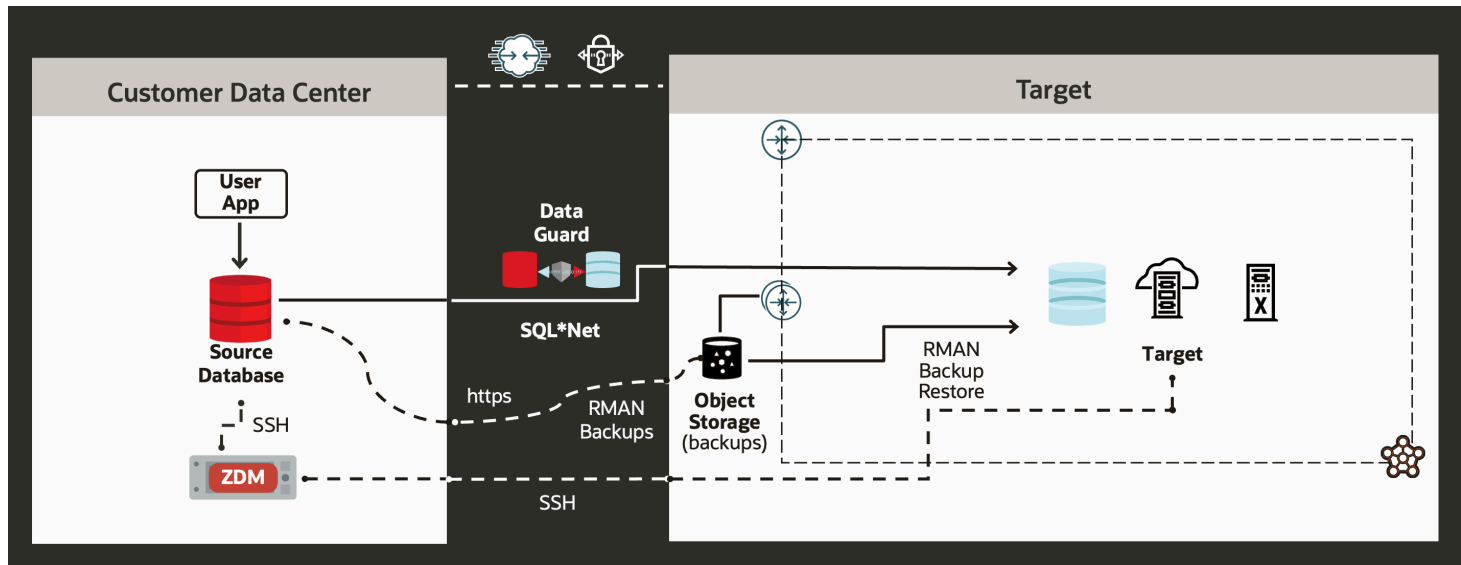 Customer Data Center
Target
User
App
Data
Guard
SQL*Net
Source
Database
https
RMAN
Backups
Object
Storage
(backups)
RMAN
Backup
Restore
Target
X
SSH
ZDM
SSH